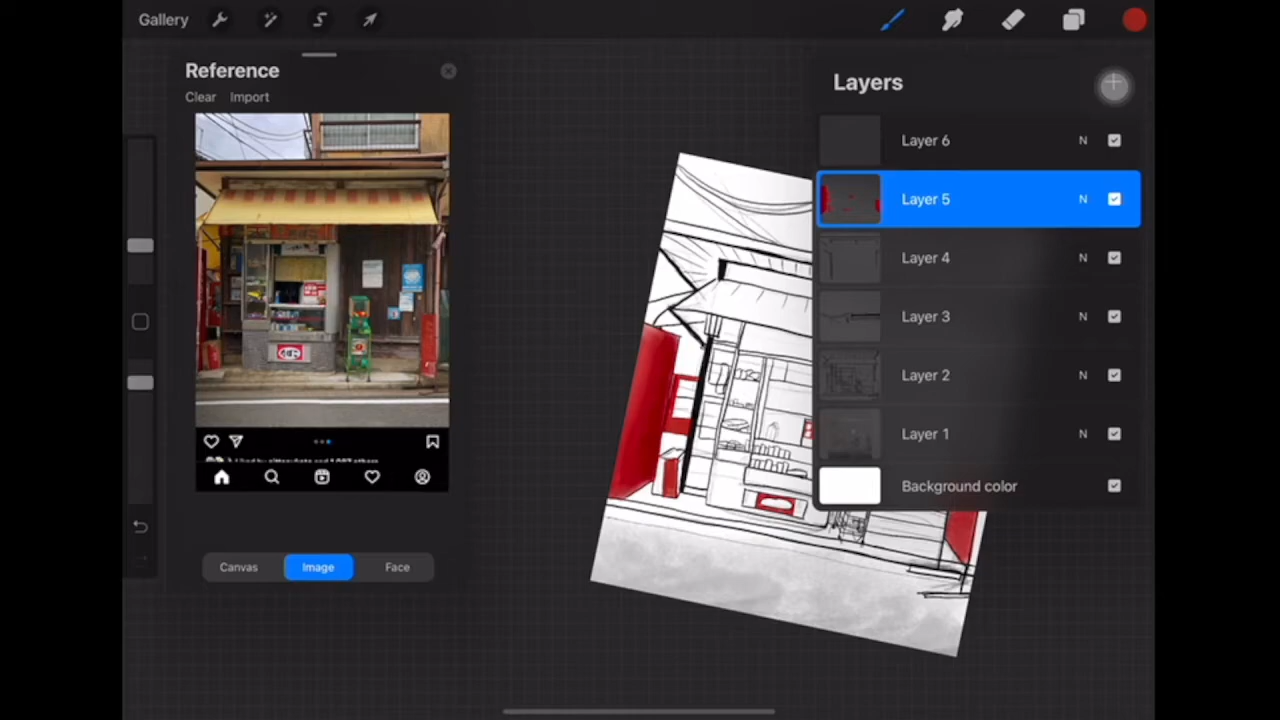 Gallery
Reference
Clear Import
Canvas Image Face
Layers
Layer 6 N
Layer 5 N
Layer 4 N
Layer 3 N
Layer 2 N
Layer 1 N
Background color